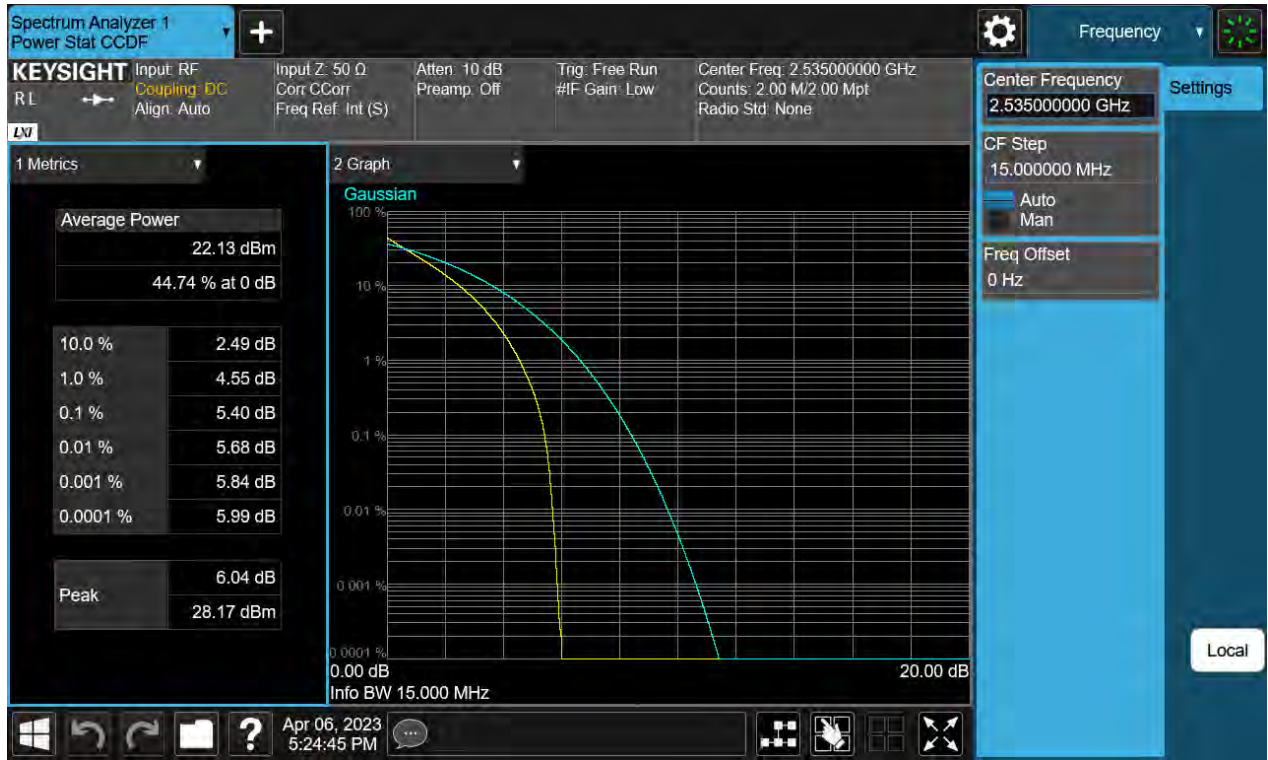 Spectrum Analyzer 1
Power Stat CCDF
Frequency
KEYSIGHT
RL
LXI
Input: RF
Coupling: DC
Align: Auto
Input Z: 50 Ω
Corr CCorr
Freq Ref: Int (S)
Atten: 10 dB
Preamp: Off
Trig: Free Run
#IF Gain: Low
Center Freq: 2.535000000 GHz
Counts: 2.00 M/2.00 Mpt
Radio Std: None
Center Frequency
2.535000000 GHz
Settings
CF Step
15.000000 MHz
Auto
Man
Freq Offset
0 Hz
1 Metrics
Average Power
22.13 dBm
44.74 % at 0 dB
10.0 % 2.49 dB
1.0 % 4.55 dB
0.1 % 5.40 dB
0.01 % 5.68 dB
0.001 % 5.84 dB
0.0001 % 5.99 dB
Peak
6.04 dB
28.17 dBm
2 Graph
Gaussian
100 %
10 %
1 %
0.1 %
0.01 %
0.001 %
0.0001 %
0.00 dB 20.00 dB
Info BW 15.000 MHz
Local
?
Apr 06, 2023
5:24:45 PM